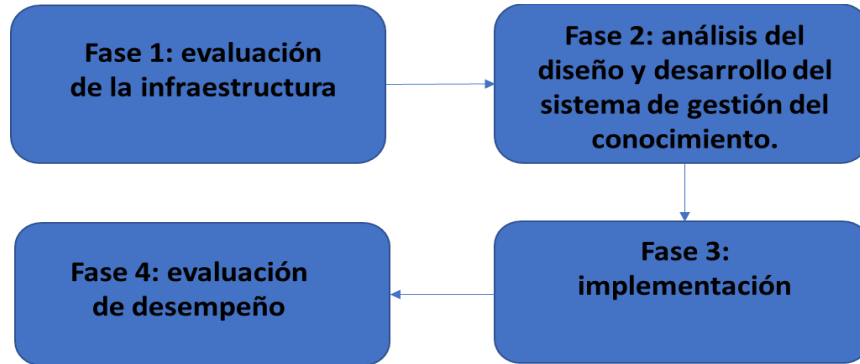 Fase 1: evaluación
de la infraestructura
Fase 2: análisis del
diseño y desarrollo del
sistema de gestión del
conocimiento.
Fase 3:
implementación
Fase 4: evaluación
de desempeño